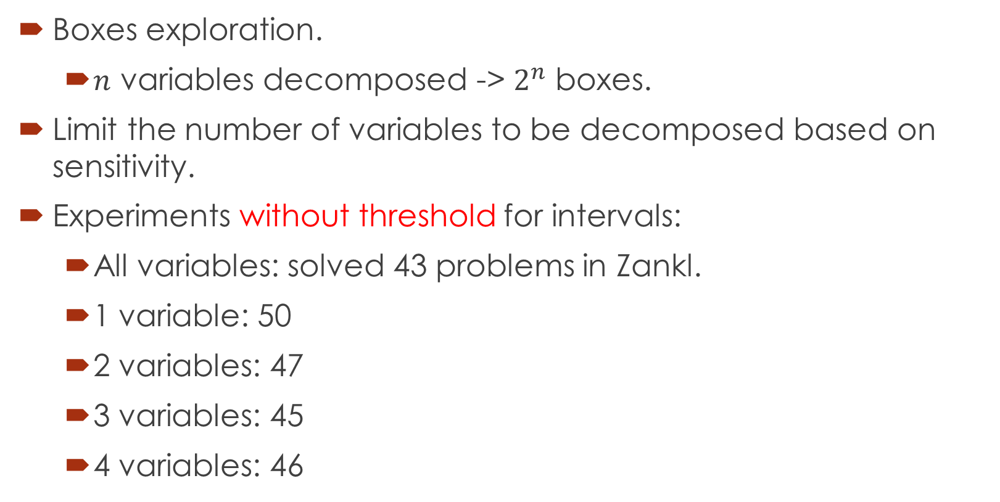 Boxes exploration.
𝑛 variables decomposed -> 2ⁿ boxes.
Limit the number of variables to be decomposed based on
sensitivity.
Experiments without threshold for intervals:
All variables: solved 43 problems in Zankl.
1 variable: 50
2 variables: 47
3 variables: 45
4 variables: 46